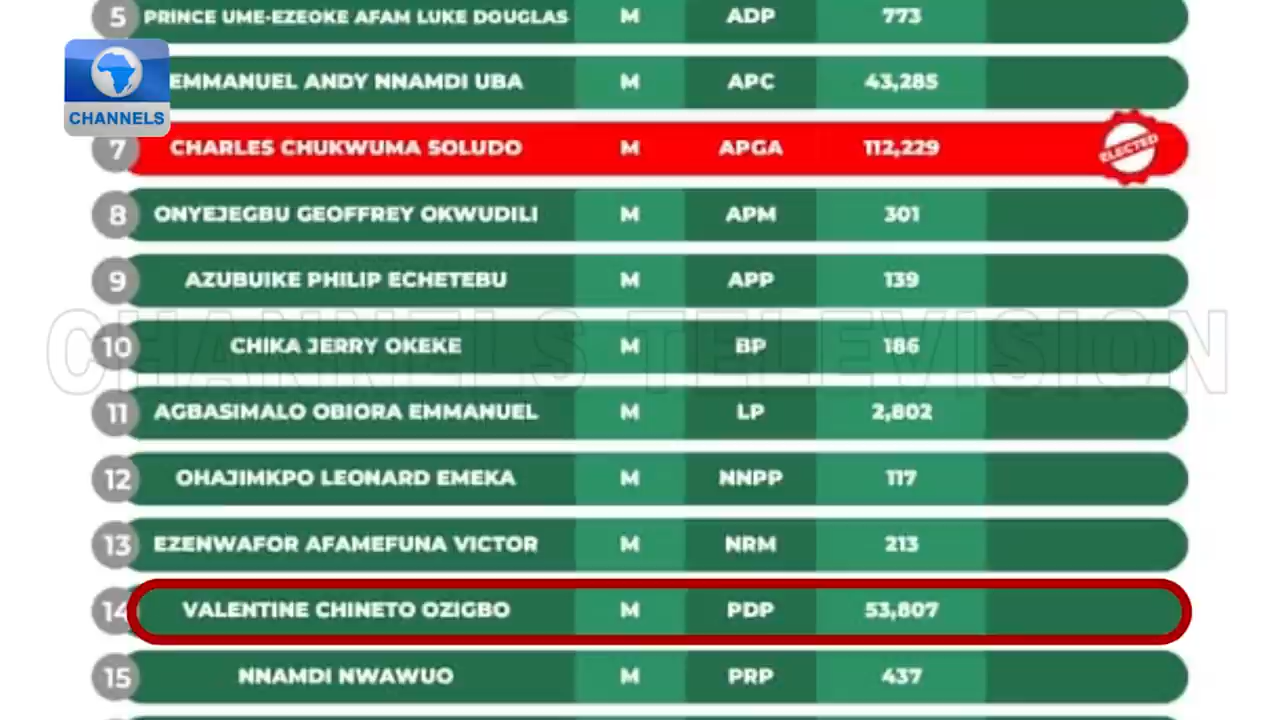 5 PRINCE UME-EZEOKE AFAM LUKE DOUGLAS M ADP 773
EMMANUEL ANDY NNAMDI UBA M APC 43,285
CHANNELS
7 CHARLES CHUKWUMA SOLUDO M APGA 112,229 ELECTED
8 ONYEJEGBU GEOFFREY OKWUDILI M APM 301
9 AZUBUIKE PHILIP ECHETEBU M APP 139
CHANNELS TELEVISION
10 CHIKA JERRY OKEKE M BP 186
11 AGBASIMALO OBIORA EMMANUEL M LP 2,802
12 OHAJIMKPO LEONARD EMEKA M NNPP 117
13 EZENWAFOR AFAMEFUNA VICTOR M NRM 213
14 VALENTINE CHINETO OZIGBO M PDP 53,807
15 NNAMDI NWAWUO M PRP 437